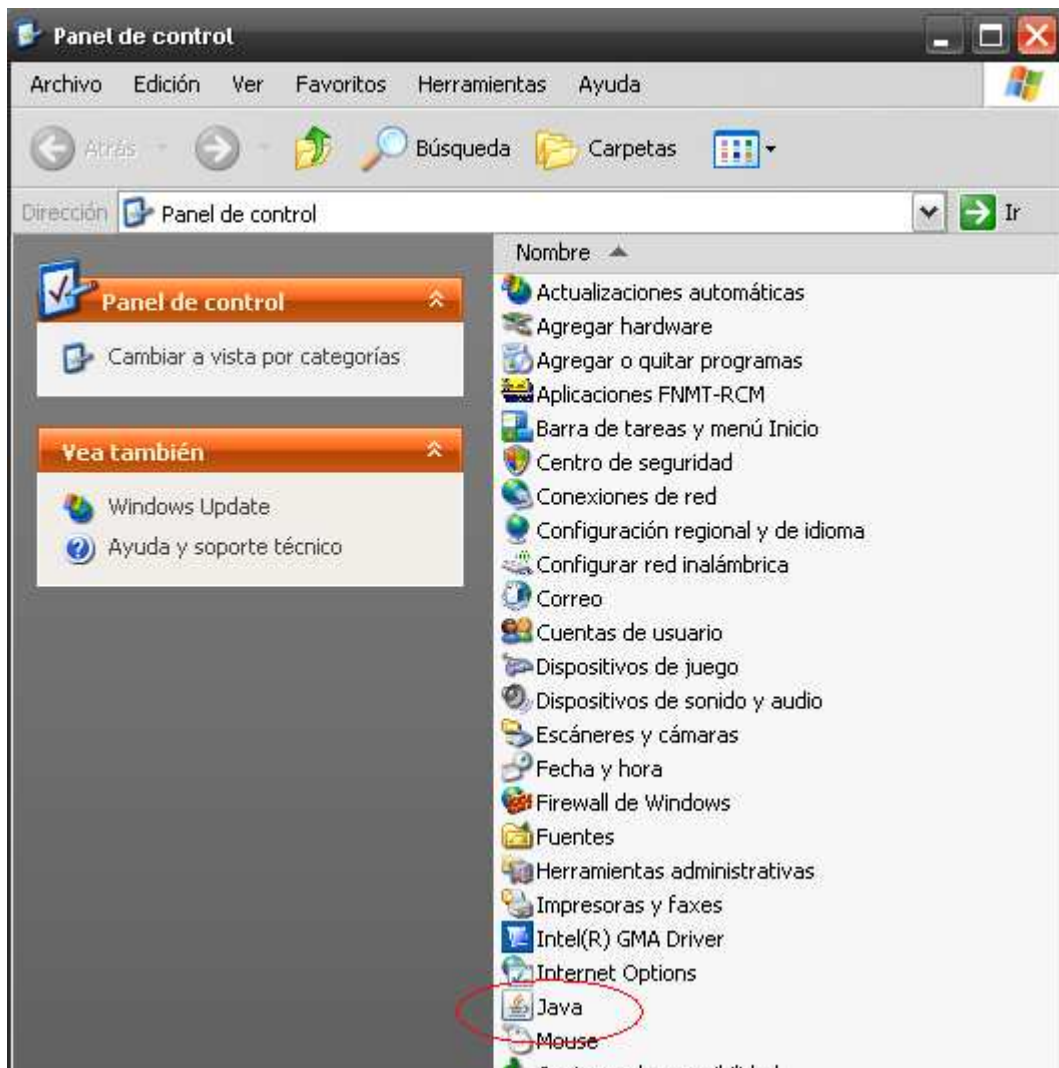 Panel de control
Archivo Edición Ver Favoritos Herramientas Ayuda
Atrás Búsqueda Carpetas
Dirección Panel de control Ir
Panel de control
Cambiar a vista por categorías
Vea también
Windows Update
Ayuda y soporte técnico
Nombre
Actualizaciones automáticas
Agregar hardware
Agregar o quitar programas
Aplicaciones FNMT-RCM
Barra de tareas y menú Inicio
Centro de seguridad
Conexiones de red
Configuración regional y de idioma
Configurar red inalámbrica
Correo
Cuentas de usuario
Dispositivos de juego
Dispositivos de sonido y audio
Escáneres y cámaras
Fecha y hora
Firewall de Windows
Fuentes
Herramientas administrativas
Impresoras y faxes
Intel(R) GMA Driver
Internet Options
Java
Mouse